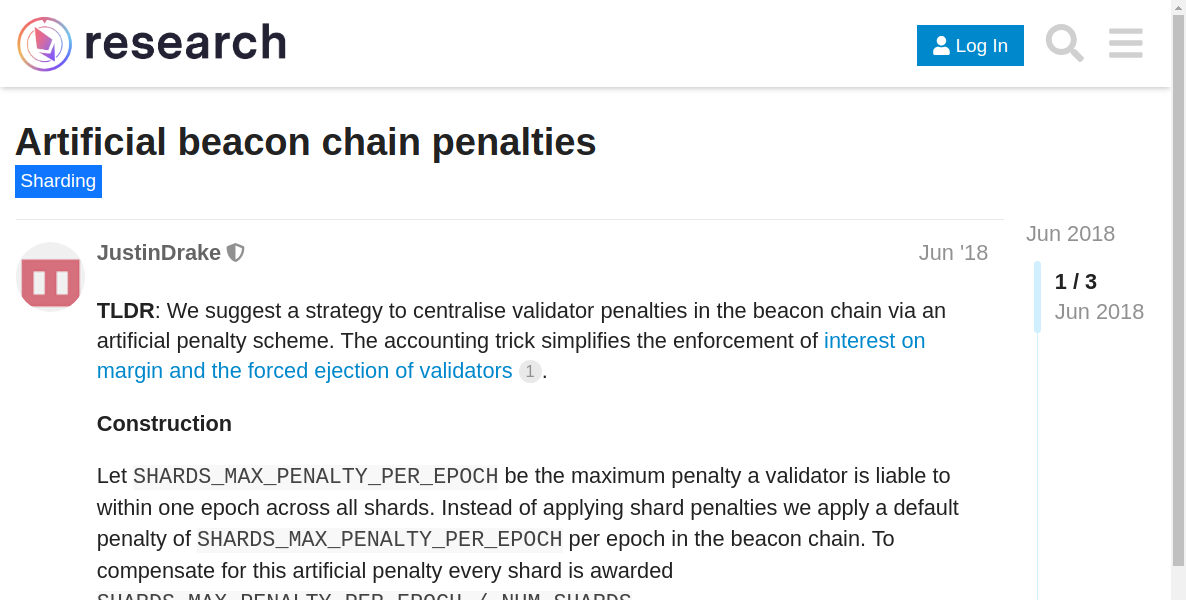 research
Log In
Artificial beacon chain penalties
Sharding
JustinDrake
Jun '18
Jun 2018
1 / 3
Jun 2018
TLDR: We suggest a strategy to centralise validator penalties in the beacon chain via an
artificial penalty scheme. The accounting trick simplifies the enforcement of interest on
margin and the forced ejection of validators 1.
Construction
Let SHARDS_MAX_PENALTY_PER_EPOCH be the maximum penalty a validator is liable to
within one epoch across all shards. Instead of applying shard penalties we apply a default
penalty of SHARDS_MAX_PENALTY_PER_EPOCH per epoch in the beacon chain. To
compensate for this artificial penalty every shard is awarded
SHARDS_MAX_PENALTY_PER_EPOCH / NUM_SHARDS